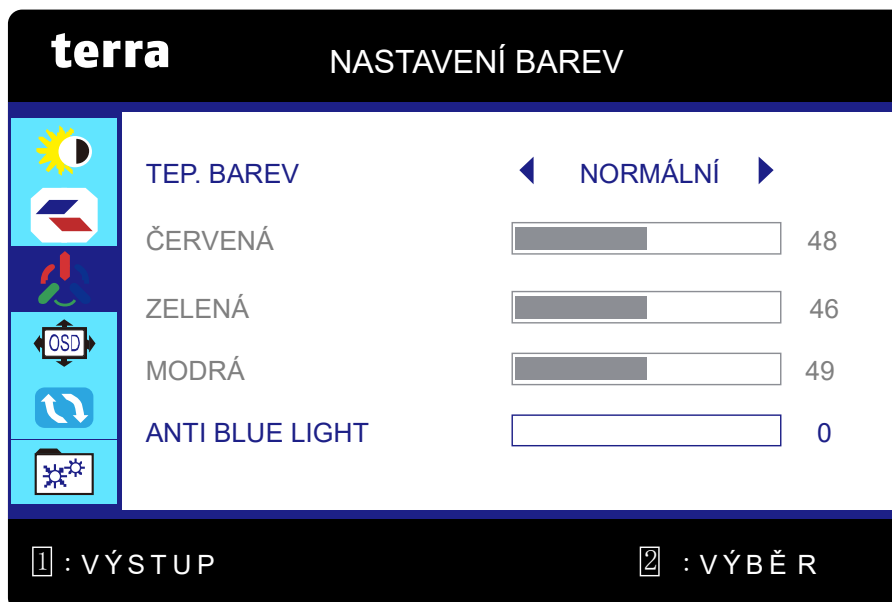 terra
NASTAVENÍ BAREV
TEP. BAREV NORMÁLNÍ
ČERVENÁ 48
ZELENÁ 46
OSD
MODRÁ 49
ANTI BLUE LIGHT 0
1 : VÝSTUP 2 : VÝBĚR